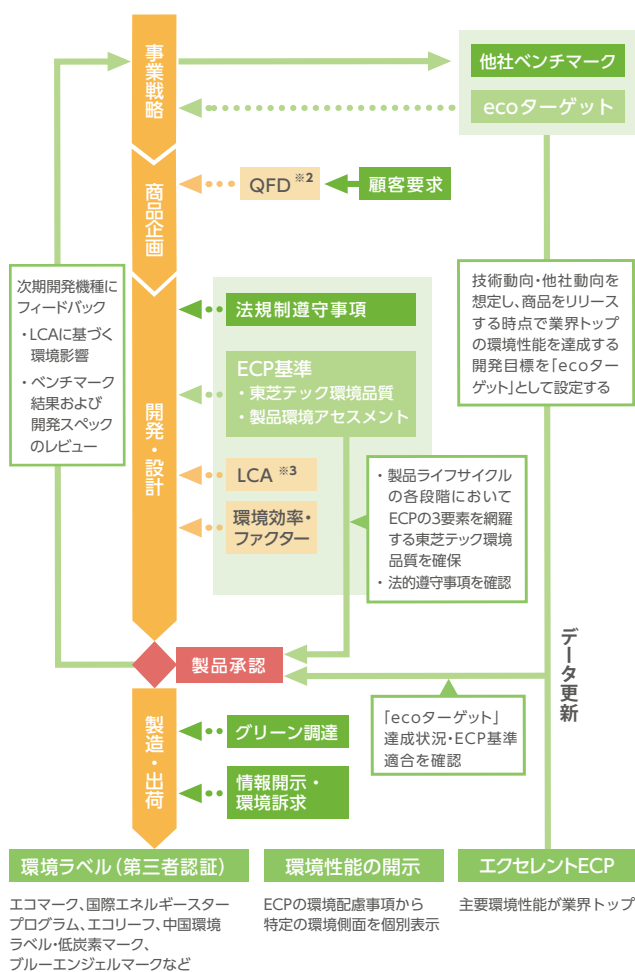 事業戦略
他社ベンチマーク
ecoターゲット
商品企画
QFD ※2
顧客要求
次期開発機種に
フィードバック
・LCAに基づく
環境影響
・ベンチマーク
結果および
開発スペック
のレビュー
技術動向・他社動向を
想定し、商品をリリース
する時点で業界トップ
の環境性能を達成する
開発目標を「ecoター
ゲット」として設定する
開発・設計
法規制遵守事項
ECP基準
・東芝テック環境品質
・製品環境アセスメント
LCA ※3
環境効率・
ファクター
・製品ライフサイクル
の各段階において
ECPの3要素を網羅
する東芝テック環境
品質を確保
・法的遵守事項を確認
製品承認
データ更新
「ecoターゲット」
達成状況・ECP基準
適合を確認
製造・出荷
グリーン調達
情報開示・
環境訴求
環境ラベル（第三者認証）
エコマーク、国際エネルギースター
プログラム、エコリーフ、中国環境
ラベル・低炭素マーク、
ブルーエンジェルマークなど
環境性能の開示
ECPの環境配慮事項から
特定の環境側面を個別表示
エクセレントECP
主要環境性能が業界トップ